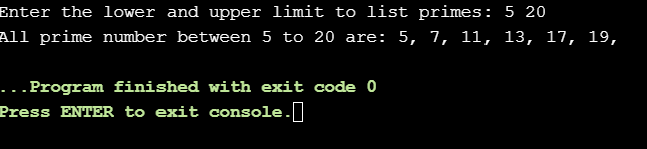 Enter the lower and upper limit to list primes: 5 20
All prime number between 5 to 20 are: 5, 7, 11, 13, 17, 19,
...Program finished with exit code 0
Press ENTER to exit console.